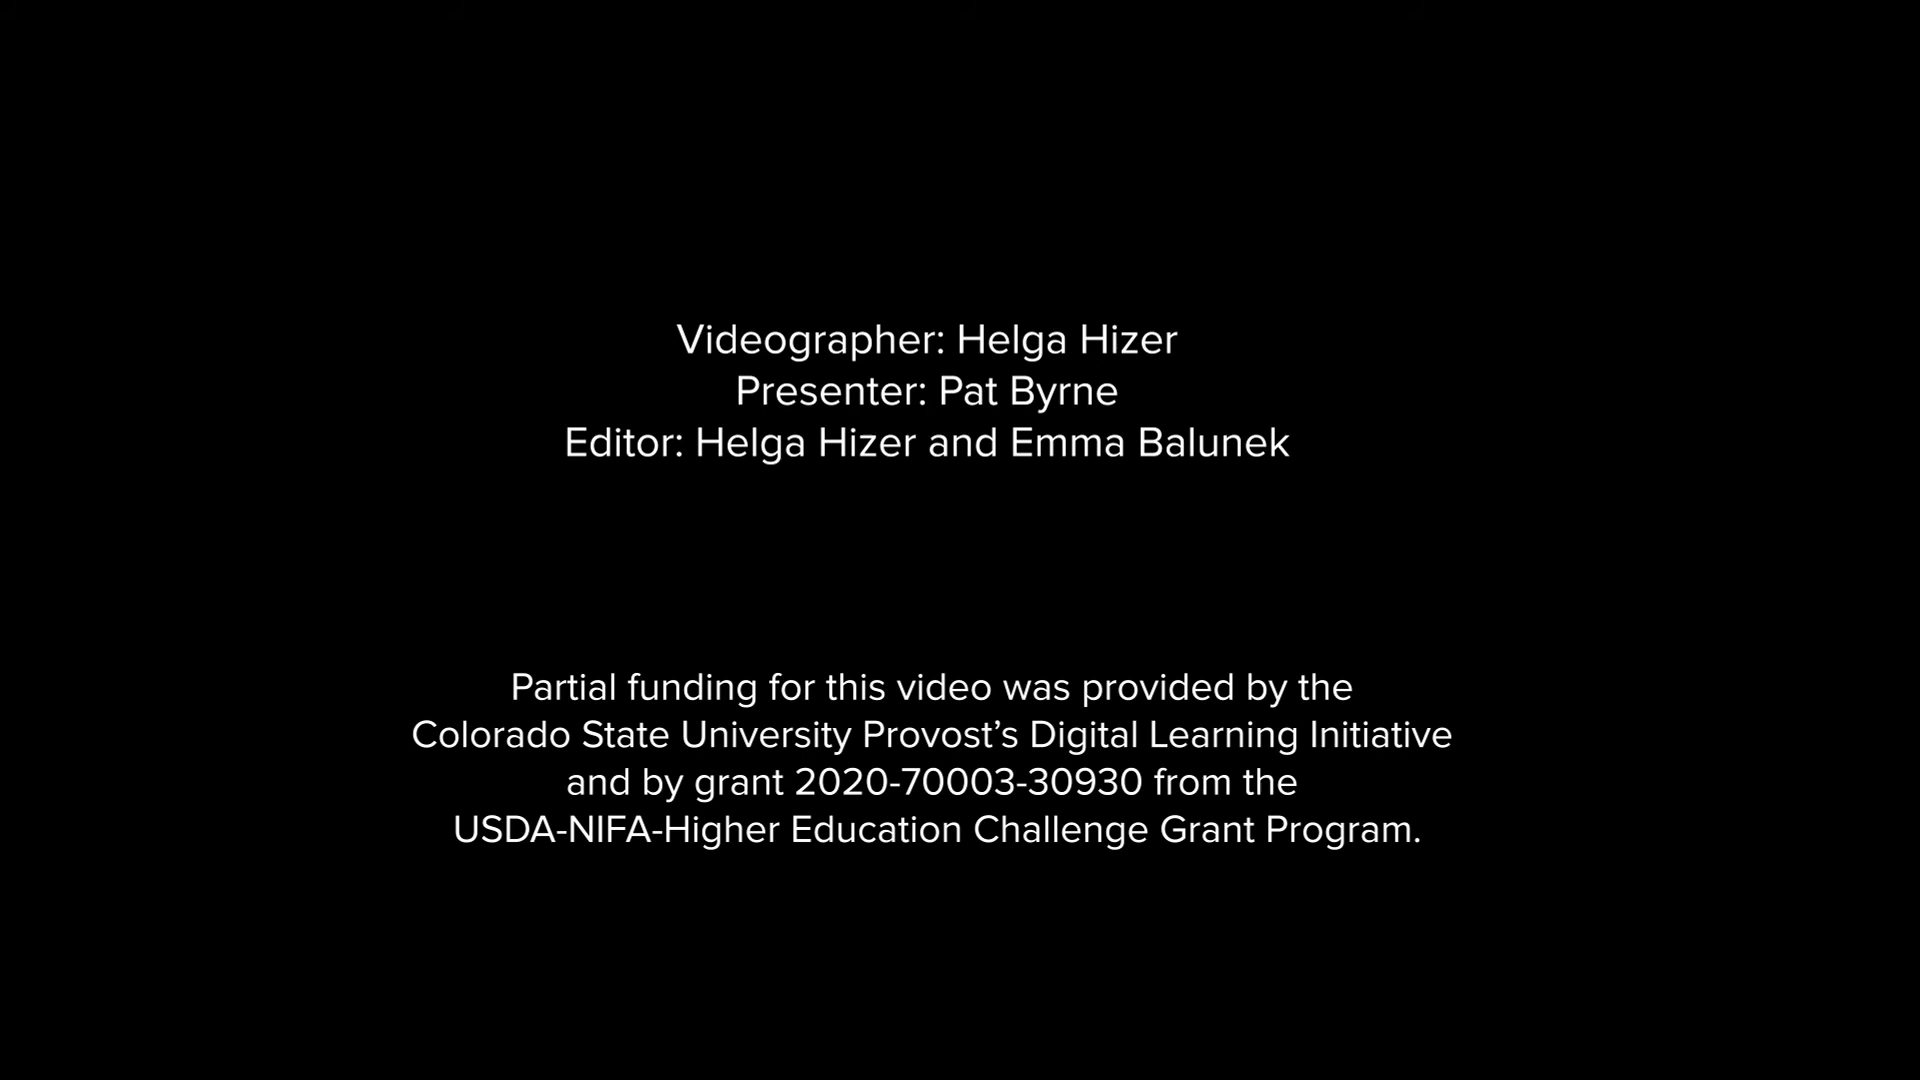 Videographer: Helga Hizer
Presenter: Pat Byrne
Editor: Helga Hizer and Emma Balunek
Partial funding for this video was provided by the
Colorado State University Provost’s Digital Learning Initiative
and by grant 2020-70003-30930 from the
USDA-NIFA-Higher Education Challenge Grant Program.